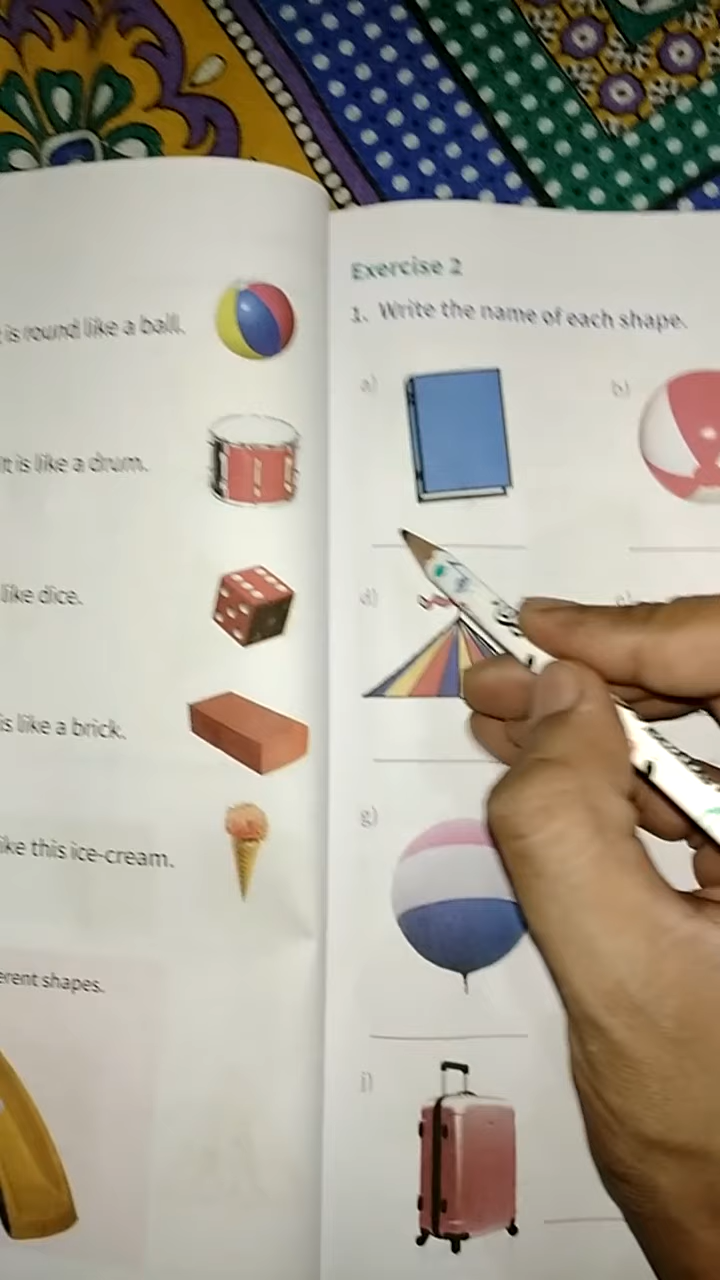 is round like a ball.
It is like a drum.
like dice.
is like a brick.
like this ice-cream.
erent shapes.
Exercise 2
1. Write the name of each shape.
a)
b)
d)
g)